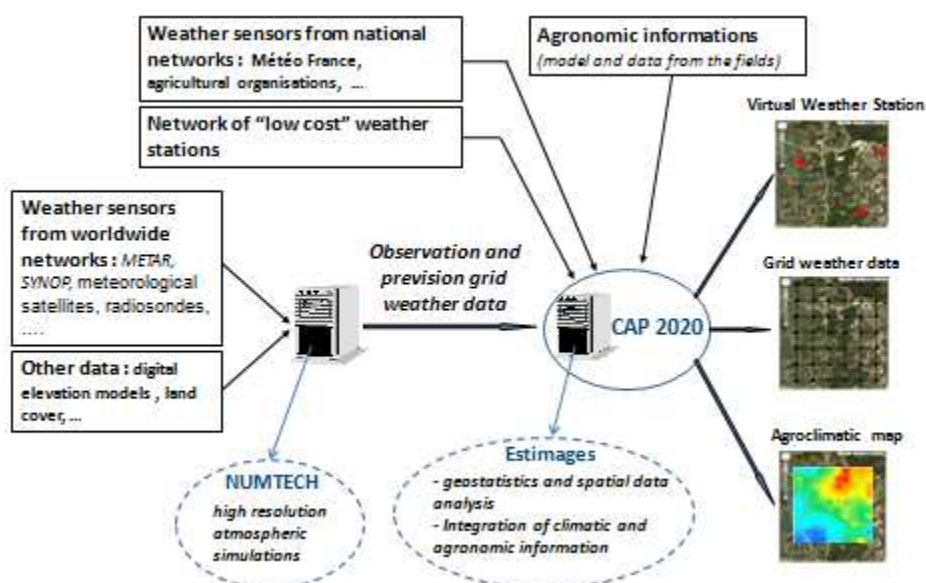 Weather sensors from national
networks : Météo France,
agricultural organisations, ...
Agronomic informations
(model and data from the fields)
Network of "low cost" weather
stations
Virtual Weather Station
Weather sensors
from worldwide
networks : METAR,
SYNOP, meteorological
satellites, radiosondes,
....
Observation and
prevision grid
weather data
Grid weather data
CAP 2020
Other data : digital
elevation models , land
cover, ...
Agroclimatic map
NUMTECH
high resolution
atmospheric
simulations
Estimages
- geostatistics and spatial data
analysis
- Integration of climatic and
agronomic information